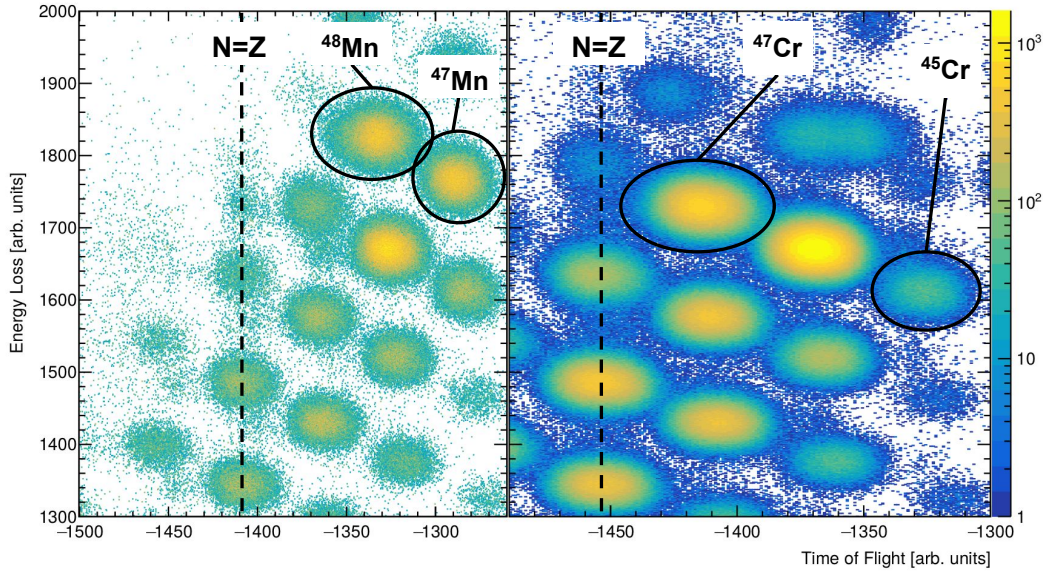 2000
1900
1800
1700
1600
1500
1400
1300
Energy Loss [arb. units]
N=Z
⁴⁸Mn
⁴⁷Mn
−1500
−1450
−1400
−1350
−1300
N=Z
⁴⁷Cr
⁴⁵Cr
−1450
−1400
−1350
−1300
Time of Flight [arb. units]
10³
10²
10
1